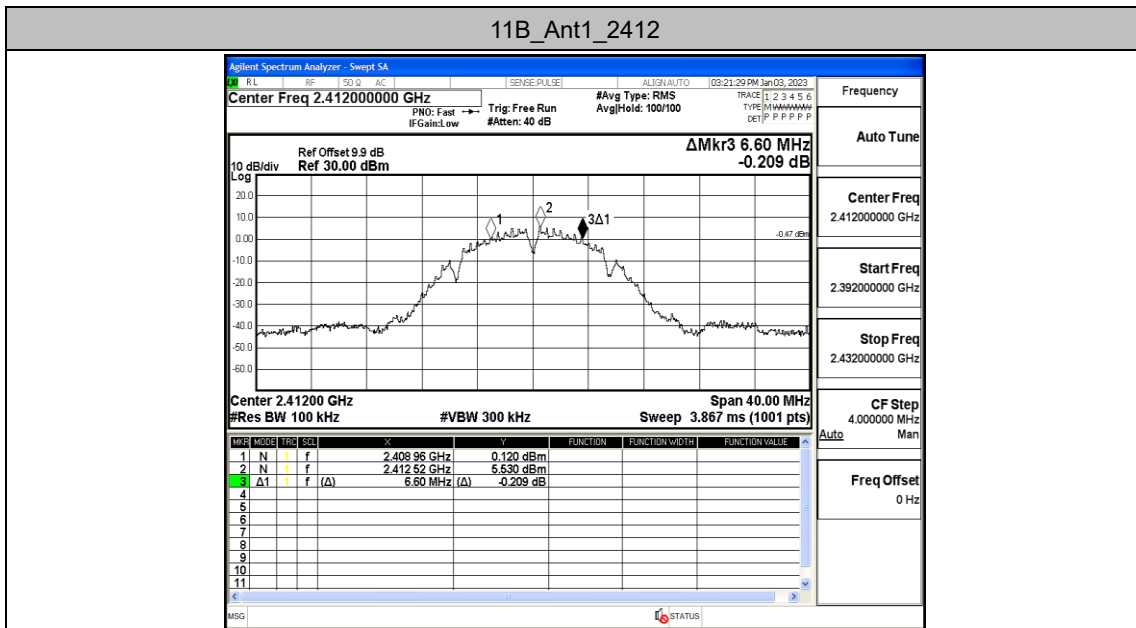 11B_Ant1_2412
Agilent Spectrum Analyzer - Swept SA
RL RF 50 Ω AC SENSE:PULSE ALIGN AUTO 03:21:29 PM Jan 03, 2023
Center Freq 2.412000000 GHz
PNO: Fast
IFGain:Low
Trig: Free Run
#Atten: 40 dB
#Avg Type: RMS
Avg|Hold: 100/100
TRACE 1 2 3 4 5 6
TYPE M WWWWW
DET P P P P P P
ΔMkr3 6.60 MHz
-0.209 dB
Ref Offset 9.9 dB
10 dB/div Ref 30.00 dBm
Log
20.0
10.0
0.00
-10.0
-20.0
-30.0
-40.0
-50.0
-60.0
1
2
3Δ1
-0.47 dBm
Center 2.41200 GHz Span 40.00 MHz
#Res BW 100 kHz #VBW 300 kHz Sweep 3.867 ms (1001 pts)
MKR MODE TRC SCL X Y FUNCTION FUNCTION WIDTH FUNCTION VALUE
1 N 1 f 2.408 96 GHz 0.120 dBm
2 N 1 f 2.412 52 GHz 5.530 dBm
3 Δ1 1 f (Δ) 6.60 MHz (Δ) -0.209 dB
4
5
6
7
8
9
10
11
MSG STATUS
Frequency
Auto Tune
Center Freq
2.412000000 GHz
Start Freq
2.392000000 GHz
Stop Freq
2.432000000 GHz
CF Step
4.000000 MHz
Auto Man
Freq Offset
0 Hz